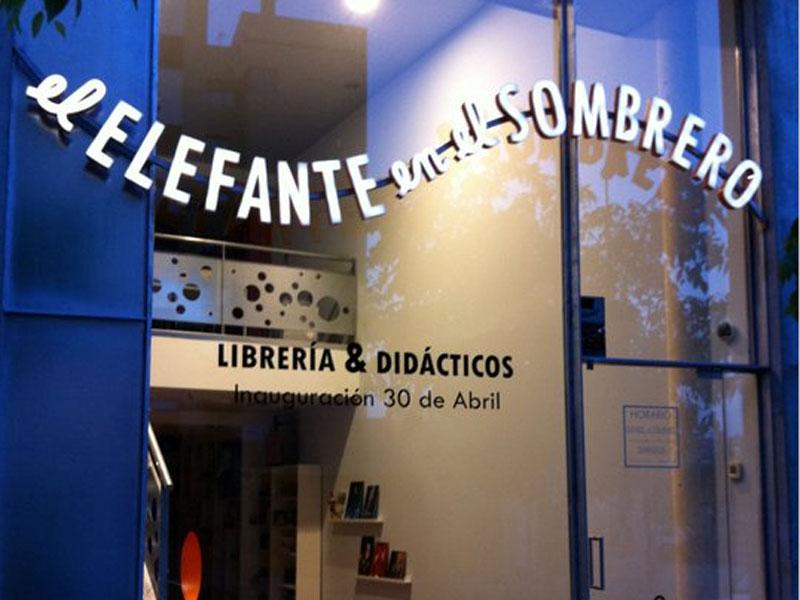 el ELEFANTE en el SOMBRERO
LIBRERÍA & DIDÁCTICOS
Inauguración 30 de Abril
HORARIO